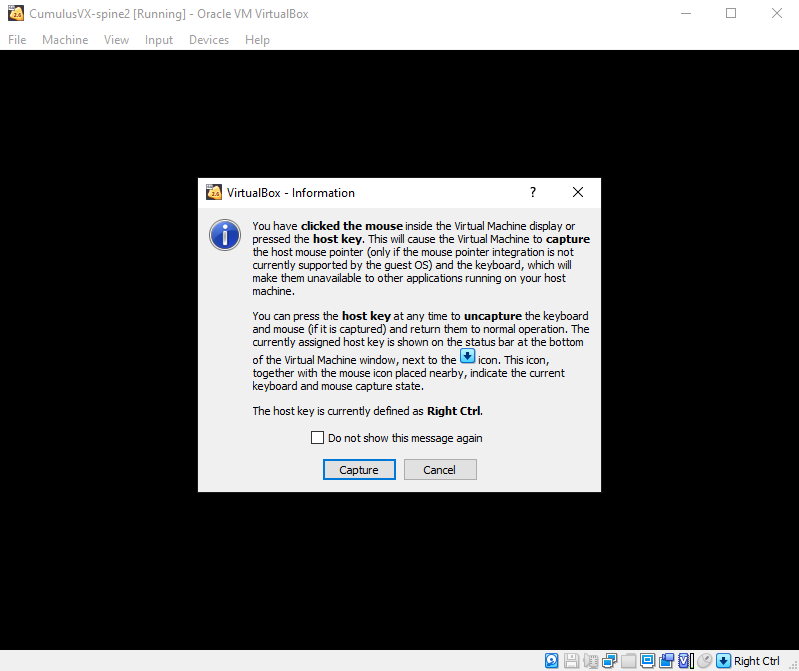 CumulusVX-spine2 [Running] - Oracle VM VirtualBox
File Machine View Input Devices Help
VirtualBox - Information
?
You have clicked the mouse inside the Virtual Machine display or
pressed the host key. This will cause the Virtual Machine to capture
the host mouse pointer (only if the mouse pointer integration is not
currently supported by the guest OS) and the keyboard, which will
make them unavailable to other applications running on your host
machine.
You can press the host key at any time to uncapture the keyboard
and mouse (if it is captured) and return them to normal operation. The
currently assigned host key is shown on the status bar at the bottom
of the Virtual Machine window, next to the icon. This icon,
together with the mouse icon placed nearby, indicate the current
keyboard and mouse capture state.
The host key is currently defined as Right Ctrl.
Do not show this message again
Capture Cancel
Right Ctrl